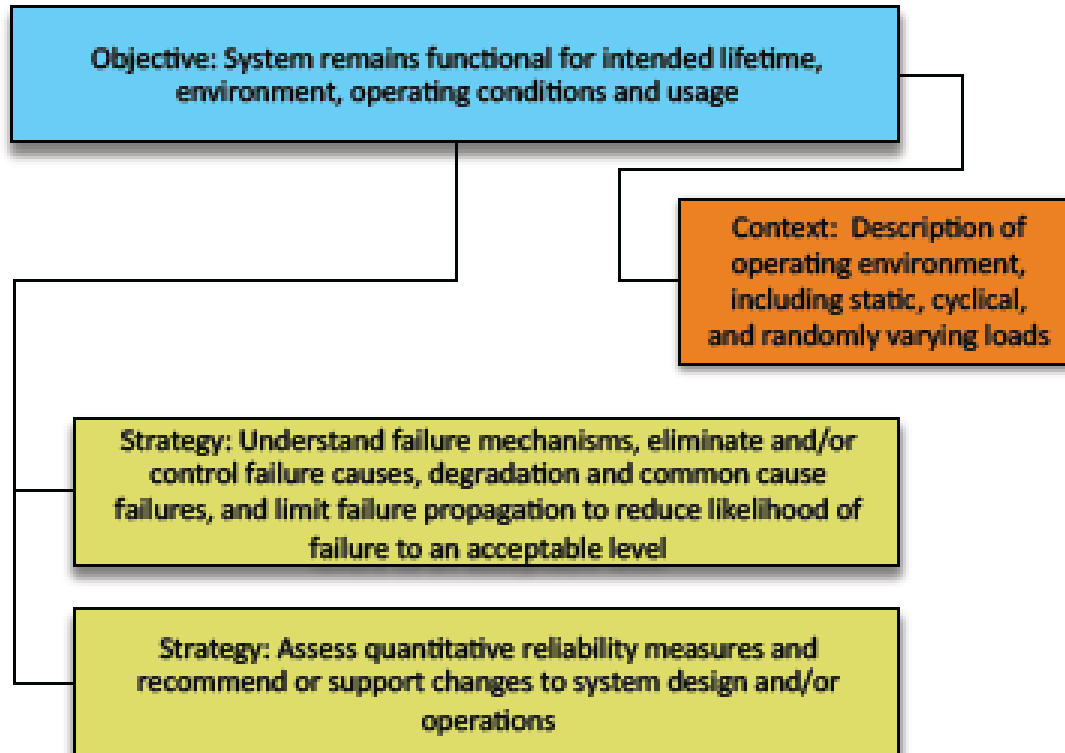 Objective: System remains functional for intended lifetime,
environment, operating conditions and usage
Context:  Description of
operating environment,
including static, cyclical,
and randomly varying loads
Strategy: Understand failure mechanisms, eliminate and/or
control failure causes, degradation and common cause
failures, and limit failure propagation to reduce likelihood of
failure to an acceptable level
Strategy: Assess quantitative reliability measures and
recommend or support changes to system design and/or
operations